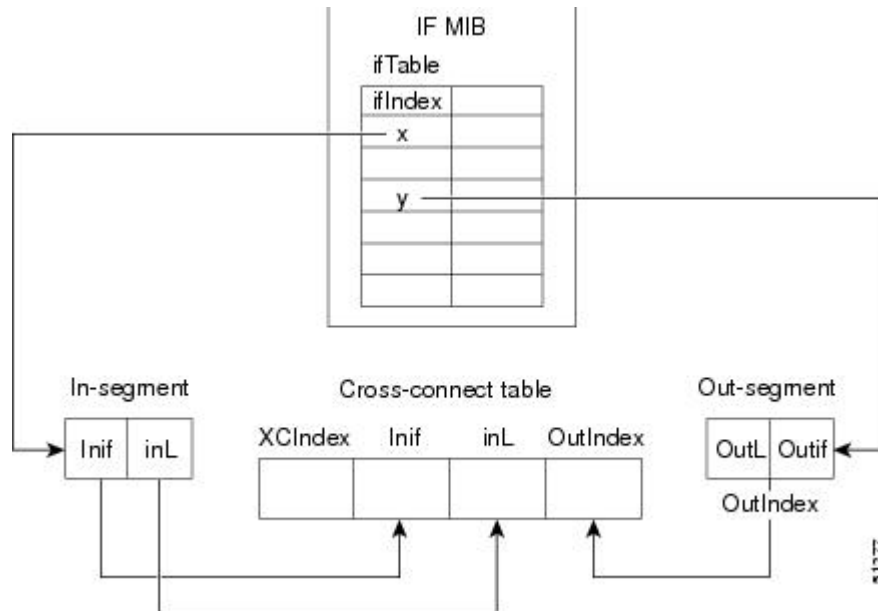 IF MIB
ifTable
ifIndex
x
y
In-segment
Cross-connect table
Out-segment
XCIndex Inif inL OutIndex
Inif inL
OutL Outif
OutIndex